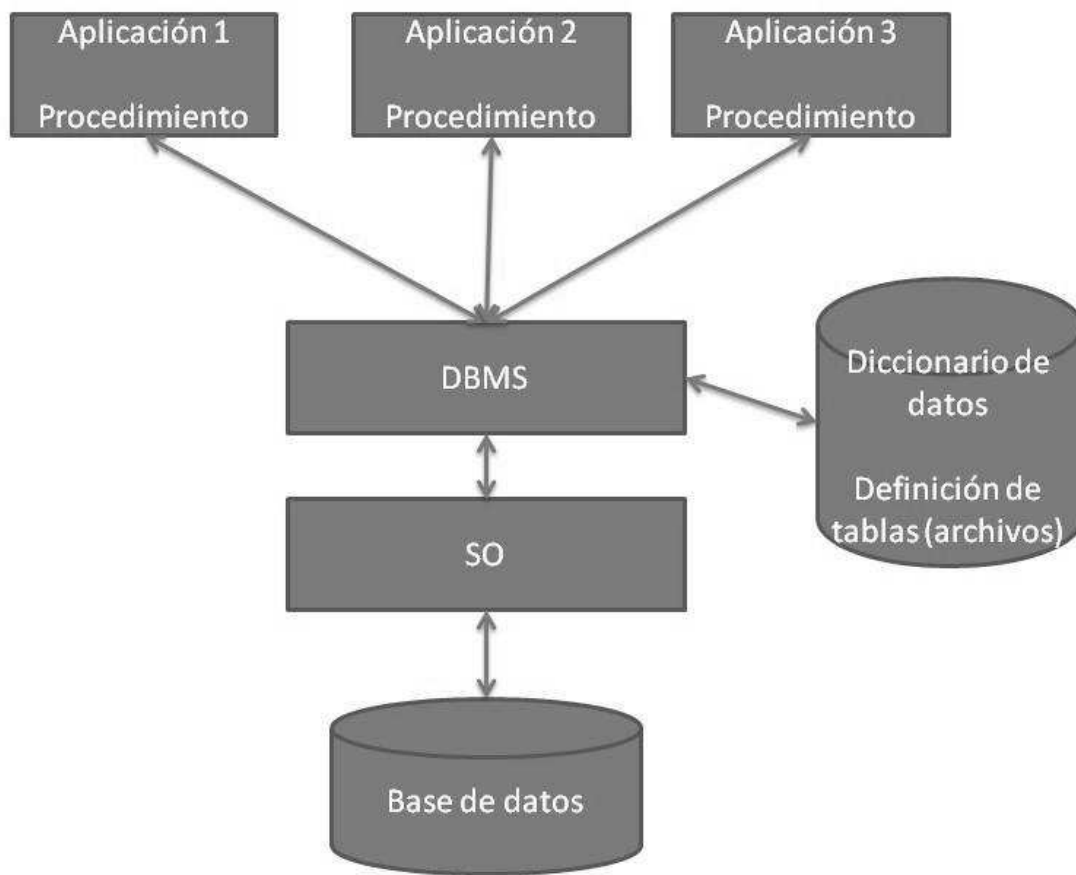 Aplicación 1
Procedimiento
Aplicación 2
Procedimiento
Aplicación 3
Procedimiento
DBMS
Diccionario de
datos
Definición de
tablas (archivos)
SO
Base de datos